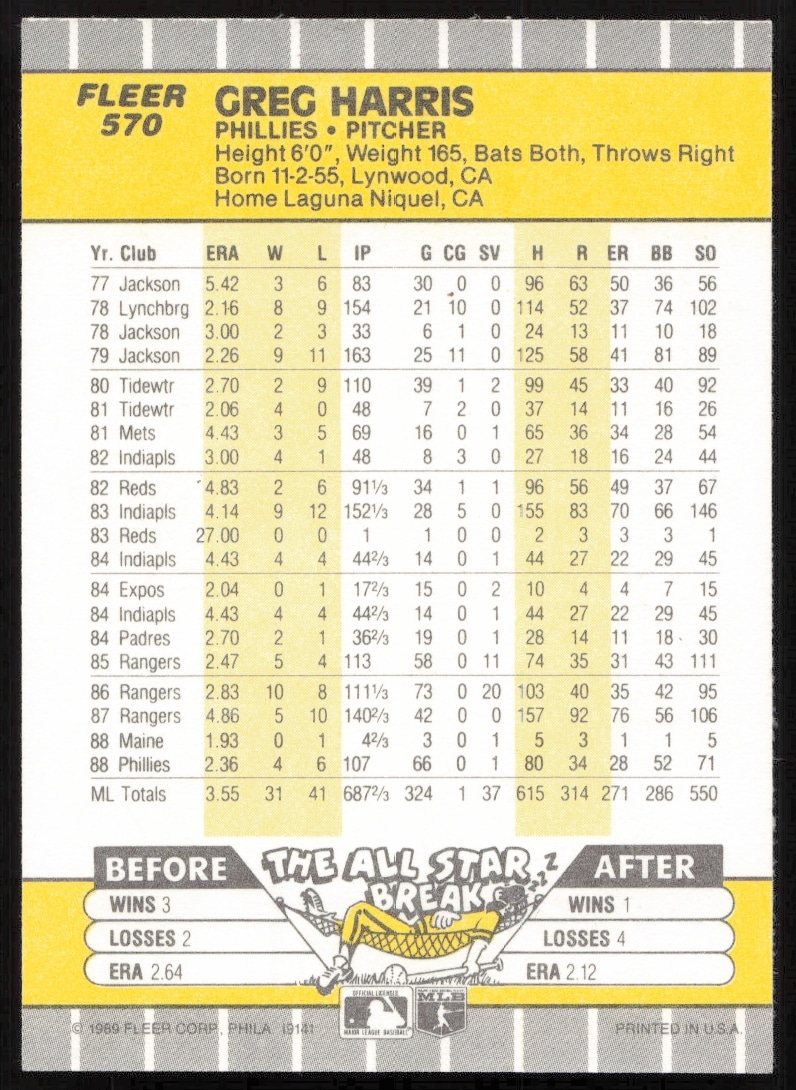 FLEER
570
GREG HARRIS
PHILLIES • PITCHER
Height 6'0", Weight 165, Bats Both, Throws Right
Born 11-2-55, Lynwood, CA
Home Laguna Niquel, CA
Yr. Club ERA W L IP G CG SV H R ER BB SO
77 Jackson 5.42 3 6 83 30 0 0 96 63 50 36 56
78 Lynchbrg 2.16 8 9 154 21 10 0 114 52 37 74 102
78 Jackson 3.00 2 3 33 6 1 0 24 13 11 10 18
79 Jackson 2.26 9 11 163 25 11 0 125 58 41 81 89
80 Tidewtr 2.70 2 9 110 39 1 2 99 45 33 40 92
81 Tidewtr 2.06 4 0 48 7 2 0 37 14 11 16 26
81 Mets 4.43 3 5 69 16 0 1 65 36 34 28 54
82 Indiapls 3.00 4 1 48 8 3 0 27 18 16 24 44
82 Reds 4.83 2 6 91⅓ 34 1 1 96 56 49 37 67
83 Indiapls 4.14 9 12 152⅓ 28 5 0 155 83 70 66 146
83 Reds 27.00 0 0 1 1 0 0 2 3 3 3 1
84 Indiapls 4.43 4 4 44⅔ 14 0 1 44 27 22 29 45
84 Expos 2.04 0 1 17⅔ 15 0 2 10 4 4 7 15
84 Indiapls 4.43 4 4 44⅔ 14 0 1 44 27 22 29 45
84 Padres 2.70 2 1 36⅔ 19 0 1 28 14 11 18 30
85 Rangers 2.47 5 4 113 58 0 11 74 35 31 43 111
86 Rangers 2.83 10 8 111⅓ 73 0 20 103 40 35 42 95
87 Rangers 4.86 5 10 140⅔ 42 0 0 157 92 76 56 106
88 Maine 1.93 0 1 4⅔ 3 0 1 5 3 1 1 5
88 Phillies 2.36 4 6 107 66 0 1 80 34 28 52 71
ML Totals 3.55 31 41 687⅔ 324 1 37 615 314 271 286 550
BEFORE THE ALL STAR BREAK ZZZ AFTER
WINS 3 WINS 1
LOSSES 2 LOSSES 4
ERA 2.64 ERA 2.12
OFFICIAL LICENSEE
MAJOR LEAGUE BASEBALL
MLB
© 1989 FLEER CORP., PHILA 19141 PRINTED IN U.S.A.